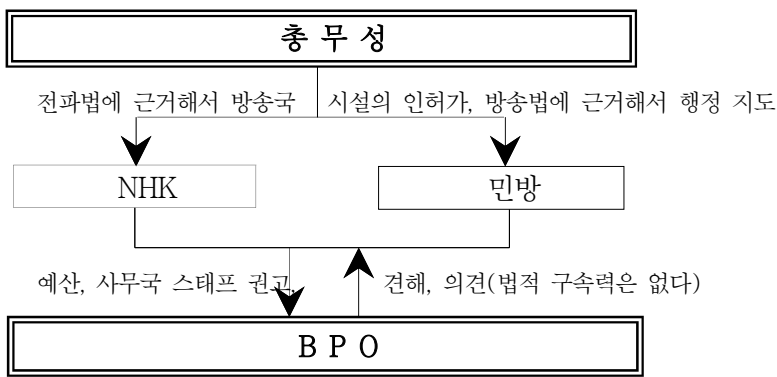 총 무 성
전파법에 근거해서 방송국 시설의 인허가, 방송법에 근거해서 행정 지도
NHK 민방
예산, 사무국 스태프 권고, 견해, 의견(법적 구속력은 없다)
B P O